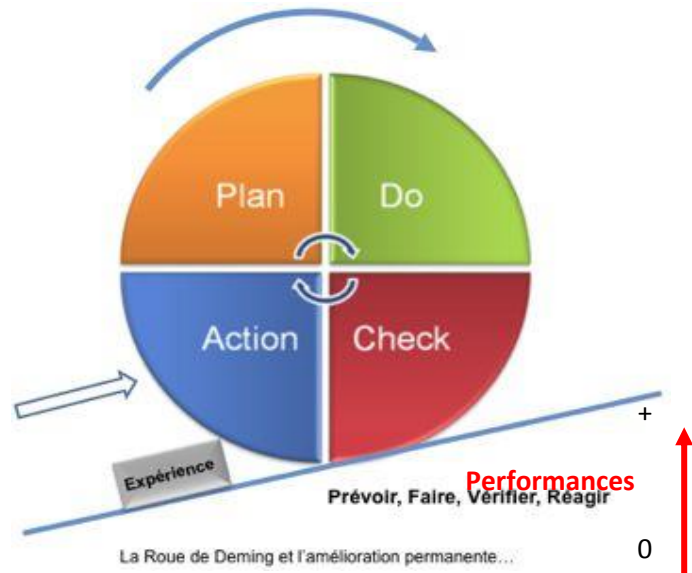 Plan
Do
Action
Check
+
Expérience
Performances
Prévoir, Faire, Vérifier, Réagir
La Roue de Deming et l'amélioration permanente...
0